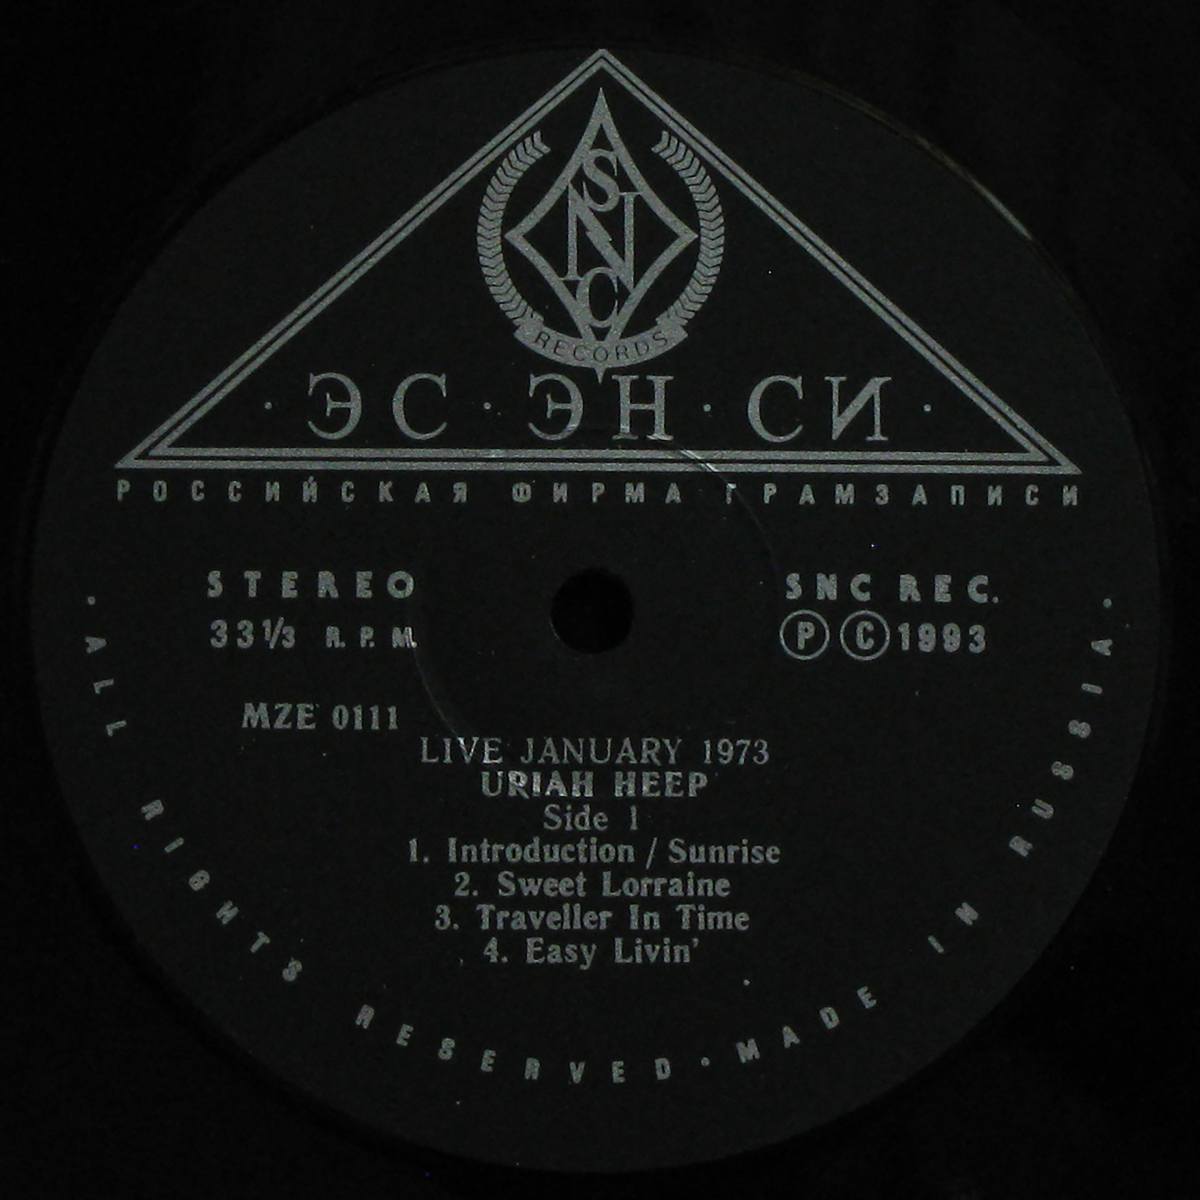 SNC
RECORDS
· ЭС · ЭН · СИ ·
РОССИЙСКАЯ ФИРМА ГРАМЗАПИСИ
STEREO
33 1/3 R. P. M.
SNC REC.
Ⓟ Ⓒ 1993
MZE 0111
LIVE JANUARY 1973
URIAH HEEP
Side 1
1. Introduction / Sunrise
2. Sweet Lorraine
3. Traveller In Time
4. Easy Livin'
· ALL RIGHTS RESERVED · MADE IN RUSSIA ·